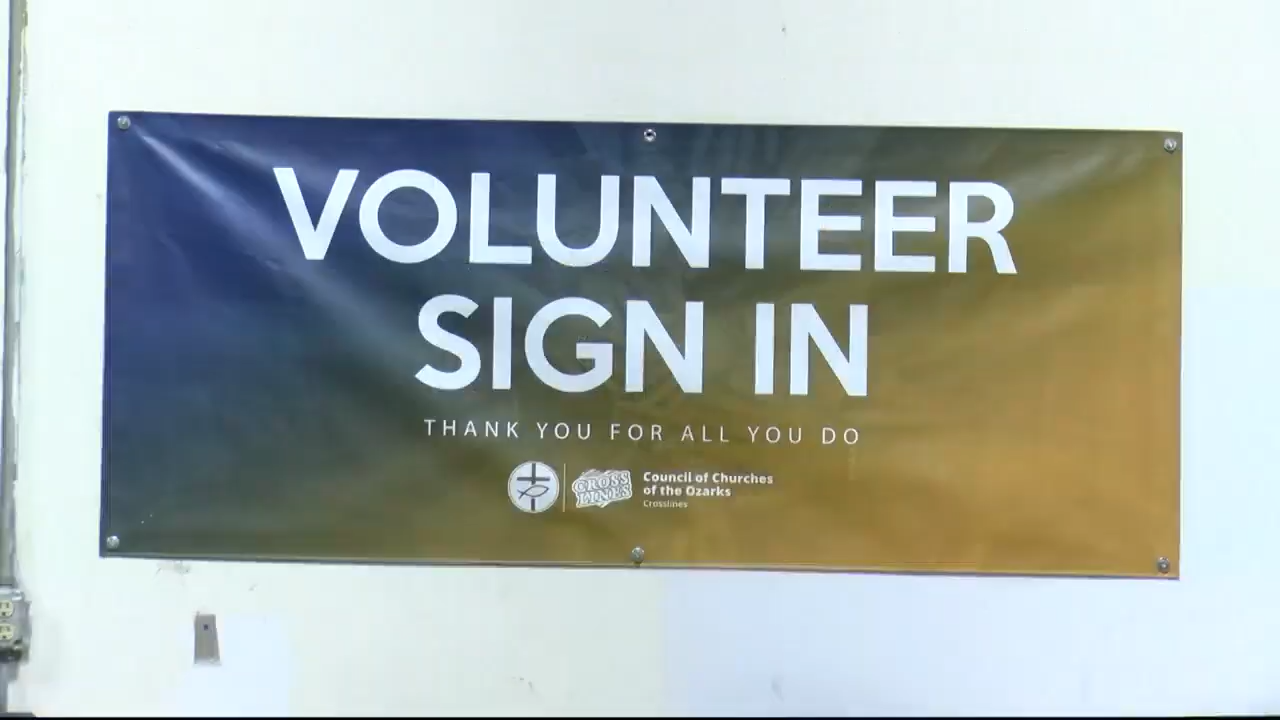 VOLUNTEER
SIGN IN
THANK YOU FOR ALL YOU DO
CROSS
LINES
Council of Churches
of the Ozarks
Crosslines